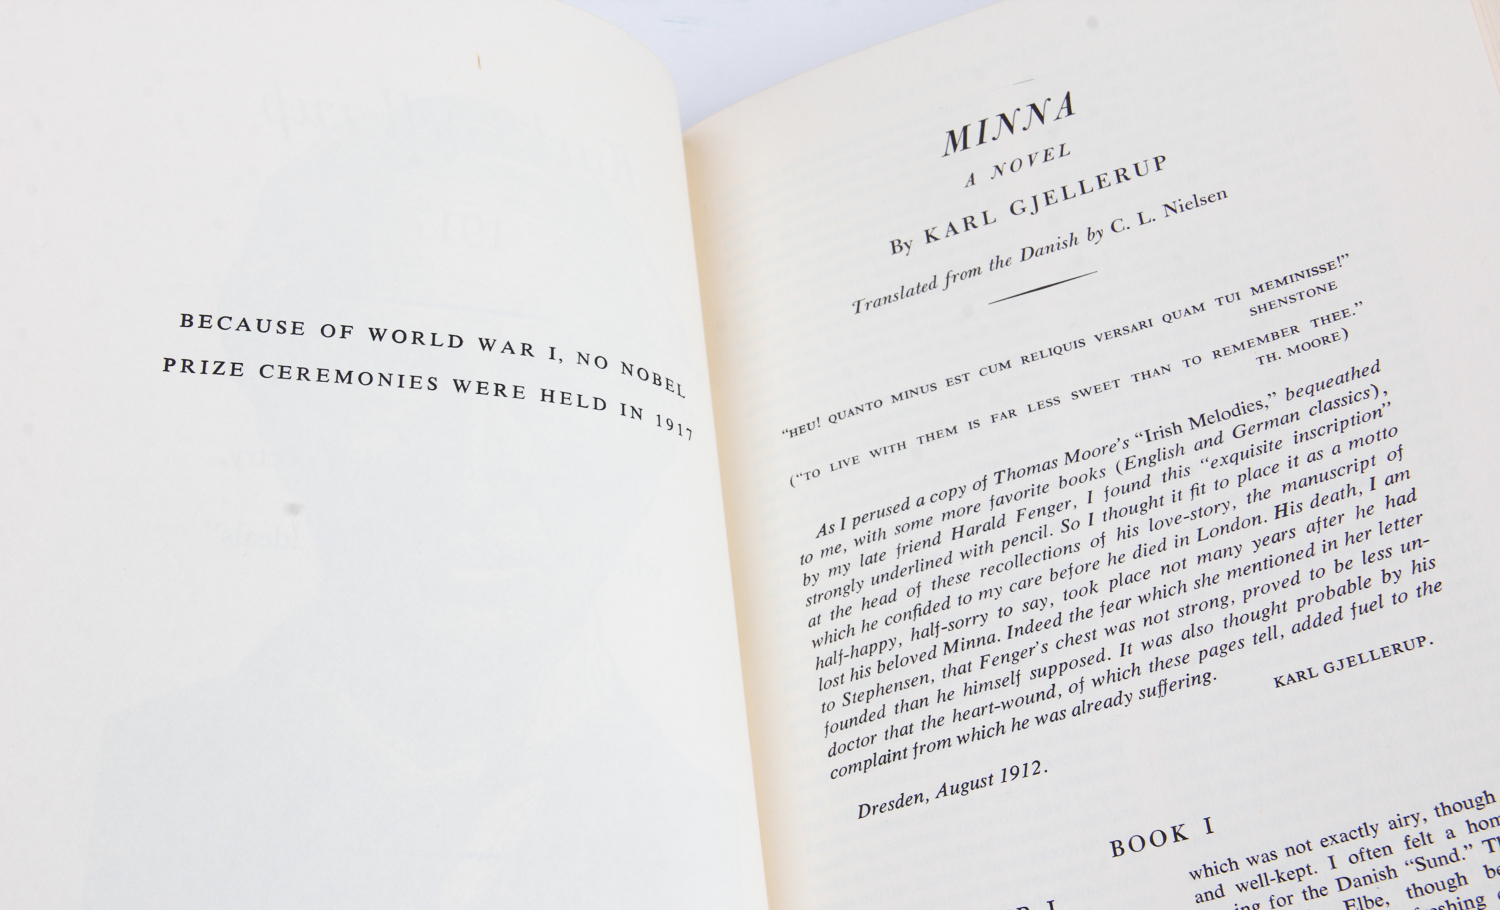 BECAUSE OF WORLD WAR I, NO NOBEL
PRIZE CEREMONIES WERE HELD IN 1917
MINNA
A NOVEL
By KARL GJELLERUP
Translated from the Danish by C. L. Nielsen
“HEU! QUANTO MINUS EST CUM RELIQUIS VERSARI QUAM TUI MEMINISSE!”
SHENSTONE
(“TO LIVE WITH THEM IS FAR LESS SWEET THAN TO REMEMBER THEE.”
TH. MOORE)
As I perused a copy of Thomas Moore’s “Irish Melodies,” bequeathed
to me, with some more favorite books (English and German classics),
by my late friend Harald Fenger, I found this “exquisite inscription”
strongly underlined with pencil. So I thought it fit to place it as a motto
at the head of these recollections of his love-story, the manuscript of
which he confided to my care before he died in London. His death, I am
half-happy, half-sorry to say, took place not many years after he had
lost his beloved Minna. Indeed the fear which she mentioned in her letter
to Stephensen, that Fenger’s chest was not strong, proved to be less un-
founded than he himself supposed. It was also thought probable by his
doctor that the heart-wound, of which these pages tell, added fuel to the
complaint from which he was already suffering.
KARL GJELLERUP.
Dresden, August 1912.
BOOK I
which was not exactly airy, though
and well-kept. I often felt a
for the Danish “Sund.”
Elbe, though